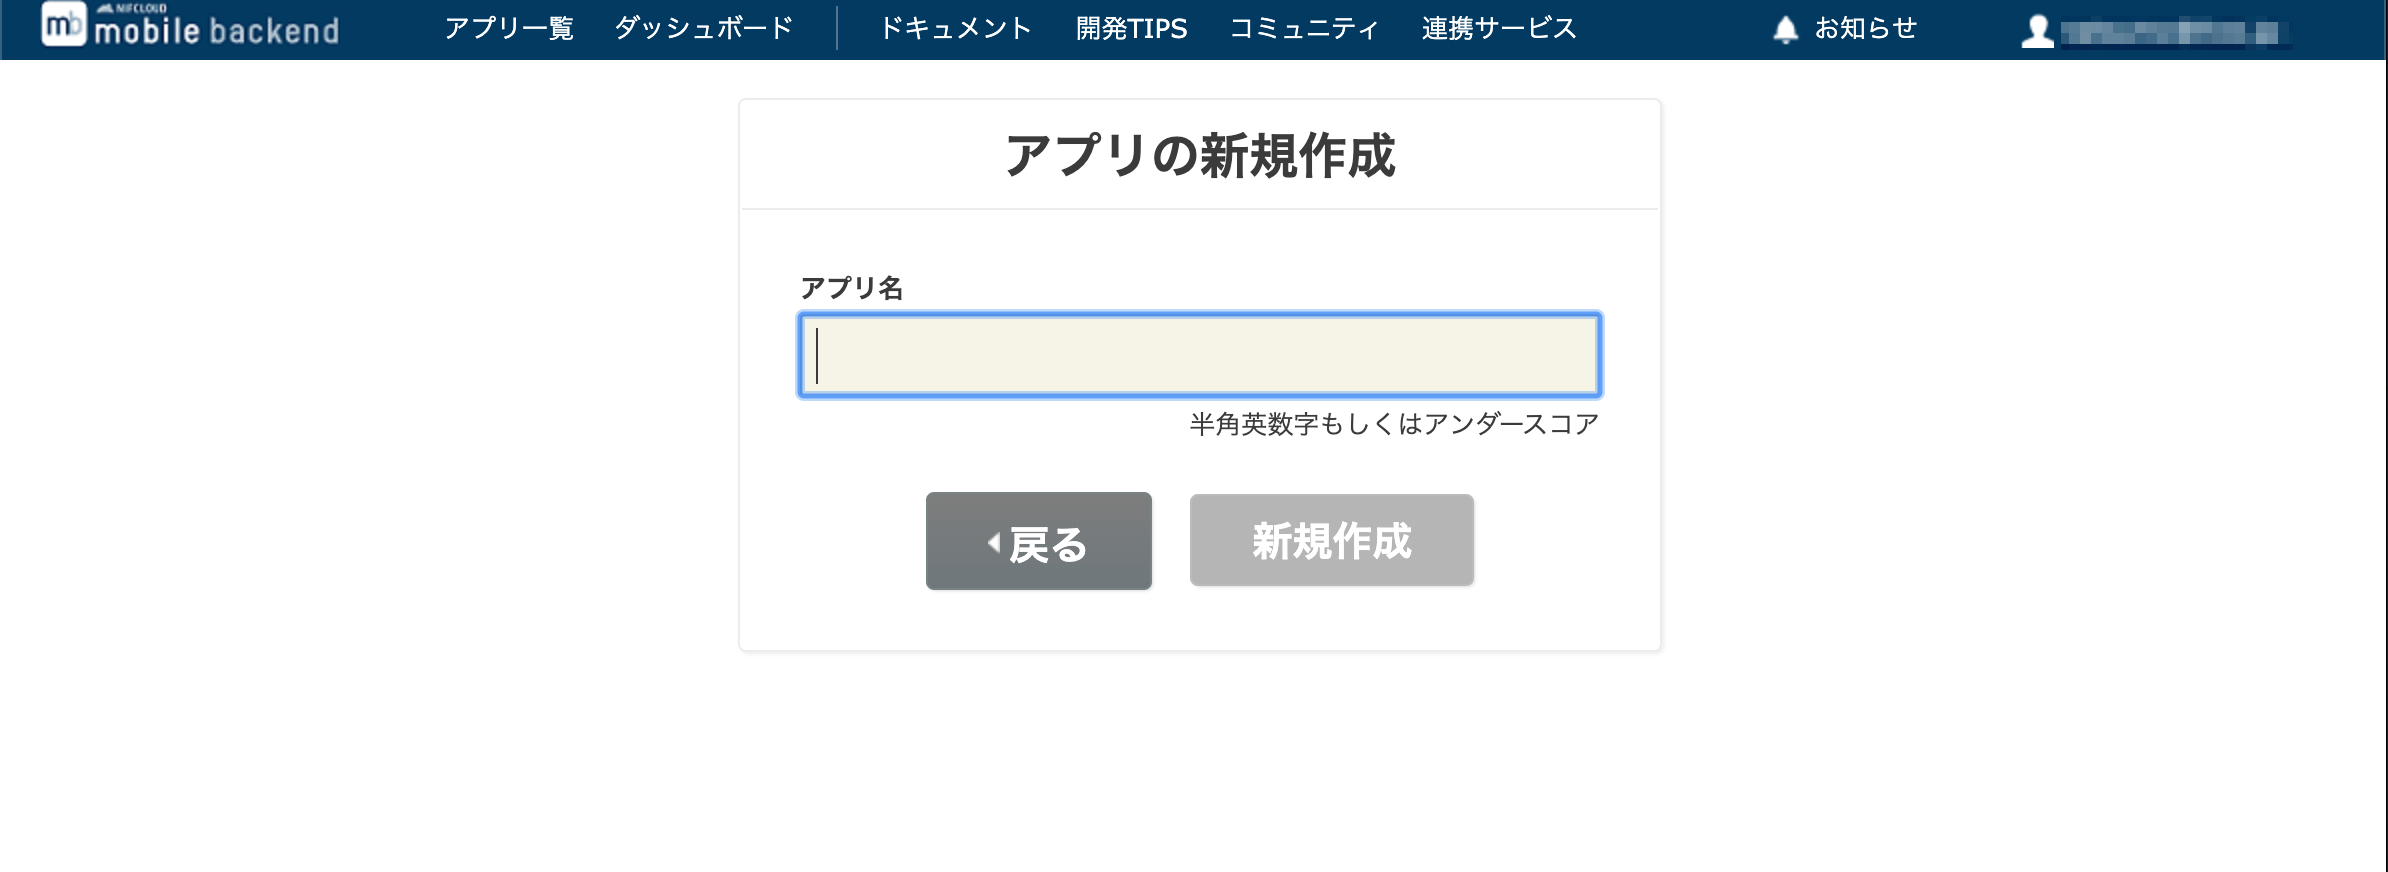 NIFCLOUD
mb mobile backend
アプリ一覧 ダッシュボード ドキュメント 開発TIPS コミュニティ 連携サービス お知らせ
アプリの新規作成
アプリ名
半角英数字もしくはアンダースコア
戻る 新規作成